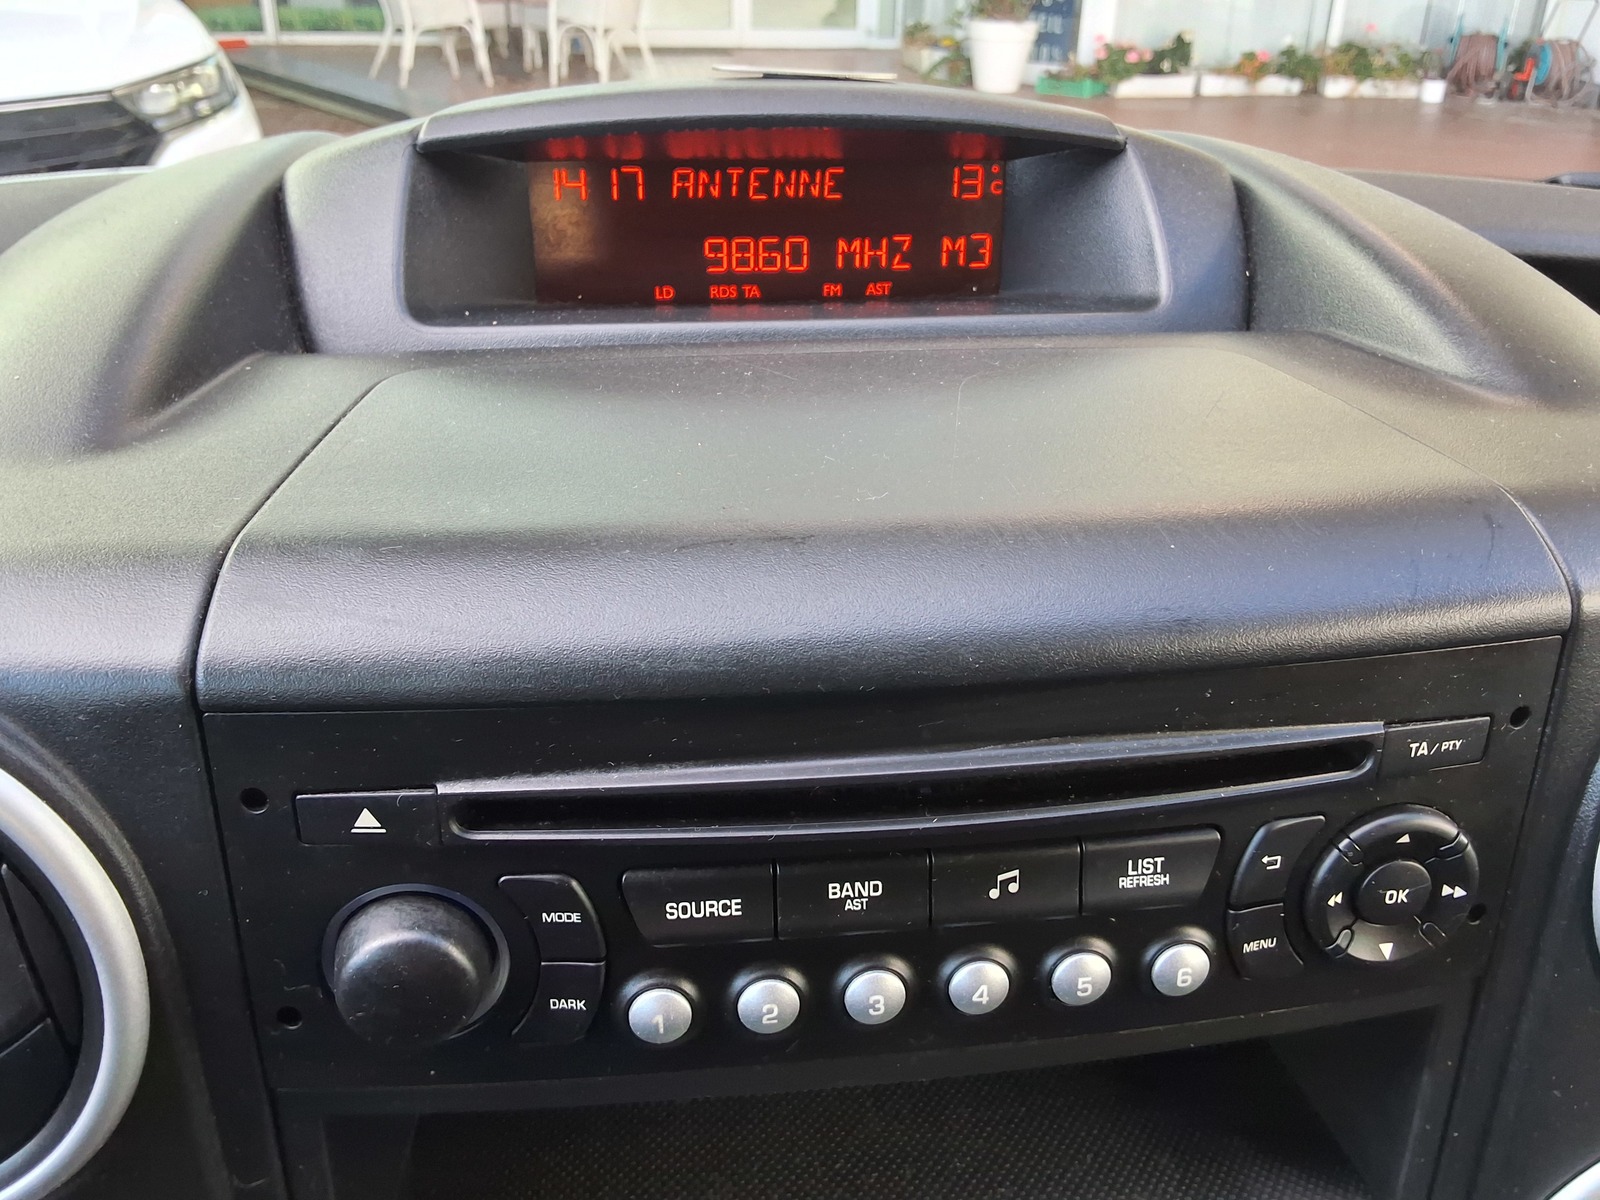 14 17 ANTENNE 13°C
98.60 MHZ M3
LD RDS TA FM AST
TA / PTY
SOURCE
BAND
AST
LIST
REFRESH
MODE
DARK
MENU
OK
1 2 3 4 5 6